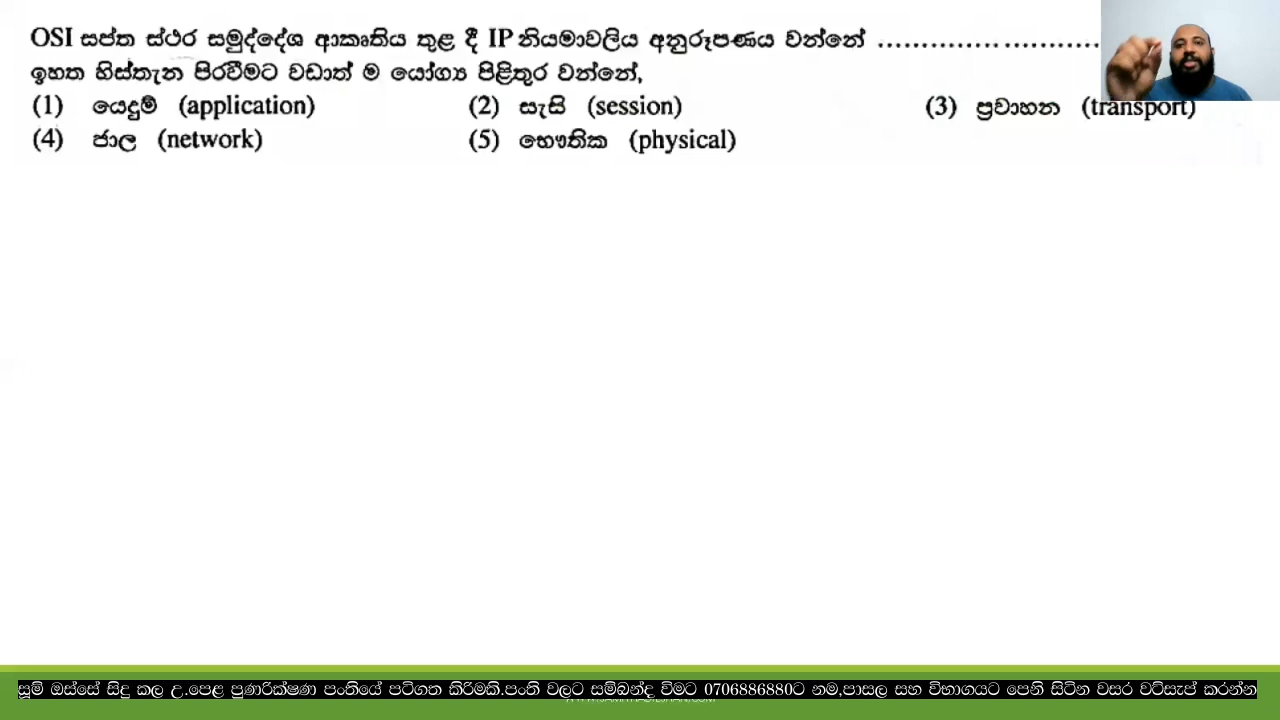 OSI සප්ත ස්ථර සමුද්දේශ ආකෘතිය තුළ දී IP නියමාවලිය අනුරූපණය වන්නේ ..............................
ඉහත හිස්තැන පිරවීමට වඩාත් ම යෝග්‍ය පිළිතුර වන්නේ,
(1) යෙදුම් (application) (2) සැසි (session) (3) ප්‍රවාහන (transport)
(4) ජාල (network) (5) භෞතික (physical)
සූම් ඔස්සේ සිදු කල උ.පෙළ පුණරීක්ෂණ පංතියේ පටිගත කිරීමකි.පංති වලට සම්බන්ද වීමට 0706886880ට නම,පාසල සහ විභාගයට පෙනී සිටින වසර වට්සැප් කරන්න